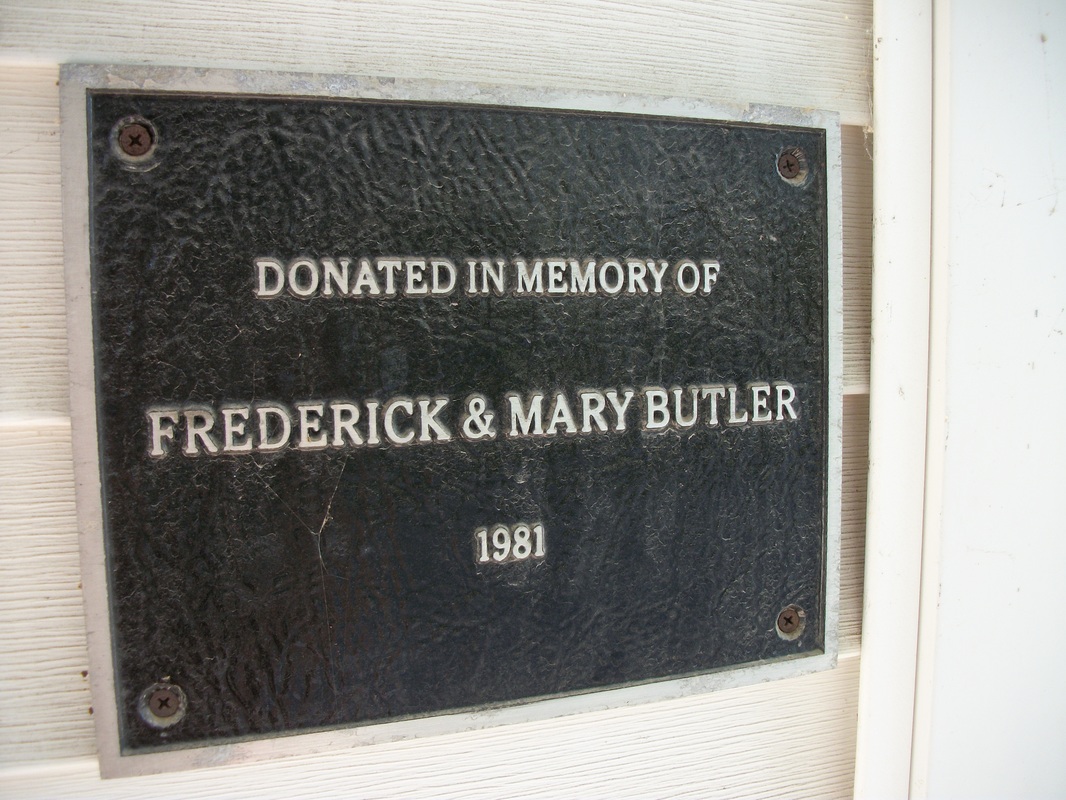 DONATED IN MEMORY OF
FREDERICK & MARY BUTLER
1981